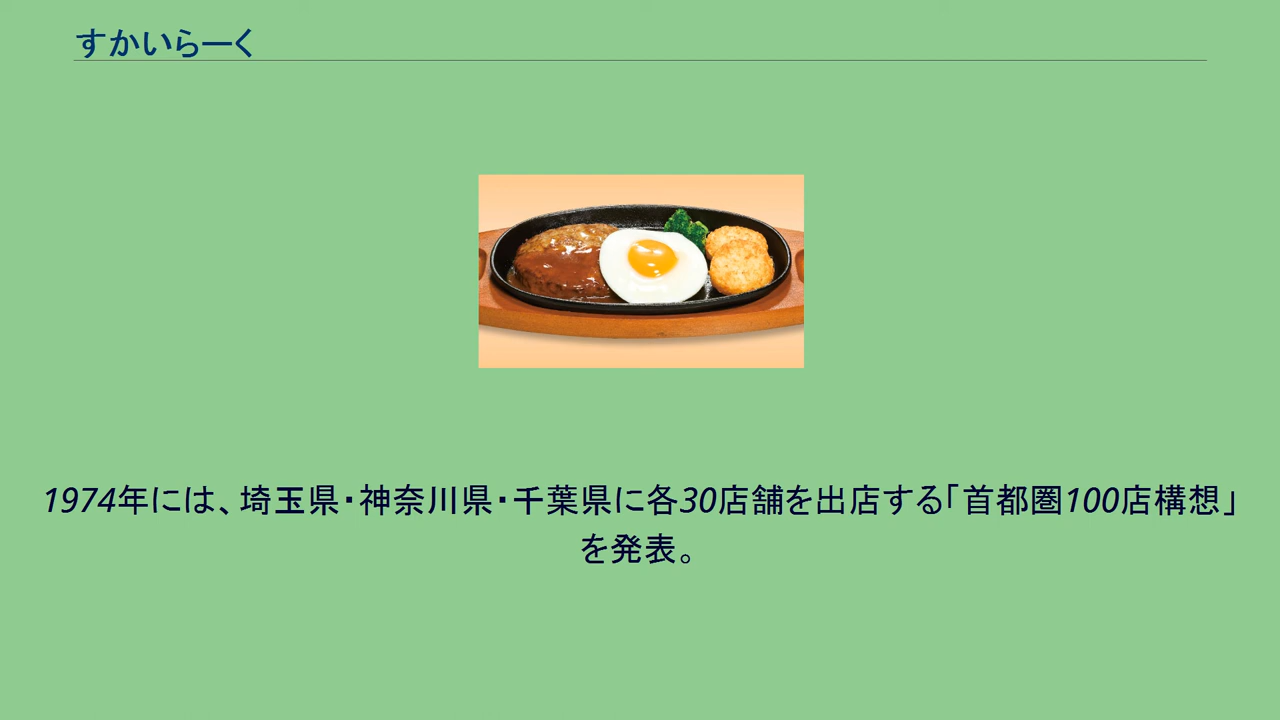 すかいらーく
1974年には、埼玉県・神奈川県・千葉県に各30店舗を出店する「首都圏100店構想」
を発表。